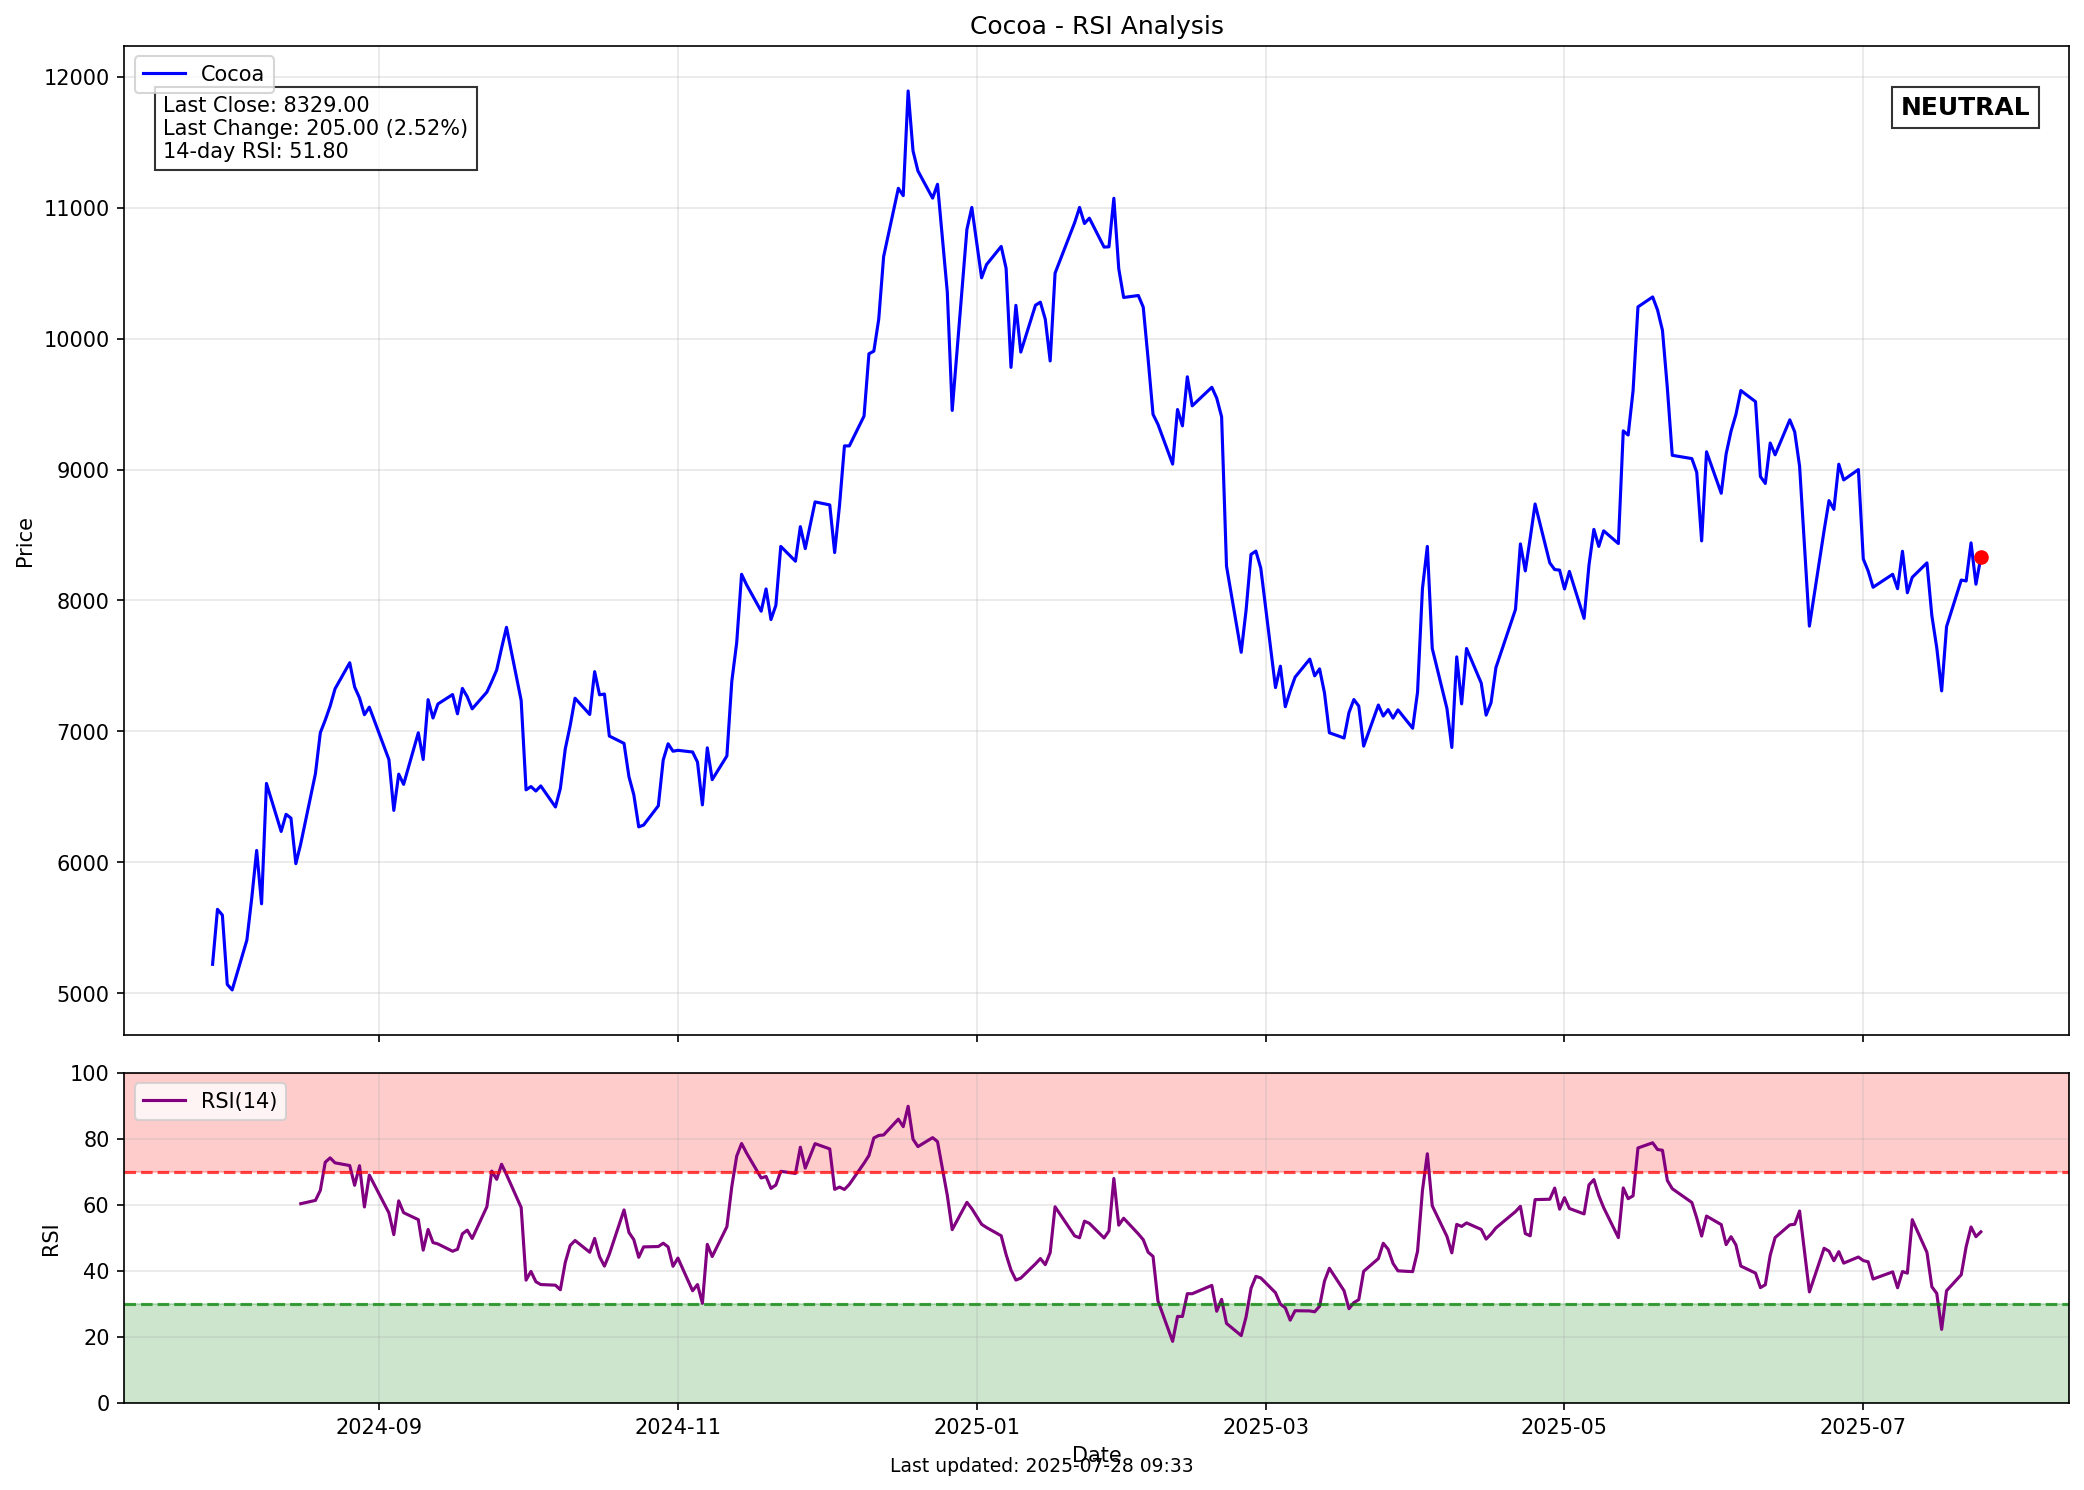 Cocoa - RSI Analysis
Cocoa
Last Close: 8329.00
Last Change: 205.00 (2.52%)
14-day RSI: 51.80
NEUTRAL
12000
11000
10000
9000
8000
7000
6000
5000
Price
RSI(14)
100
80
60
40
20
0
RSI
2024-09
2024-11
2025-01
2025-03
2025-05
2025-07
Date
Last updated: 2025-07-28 09:33